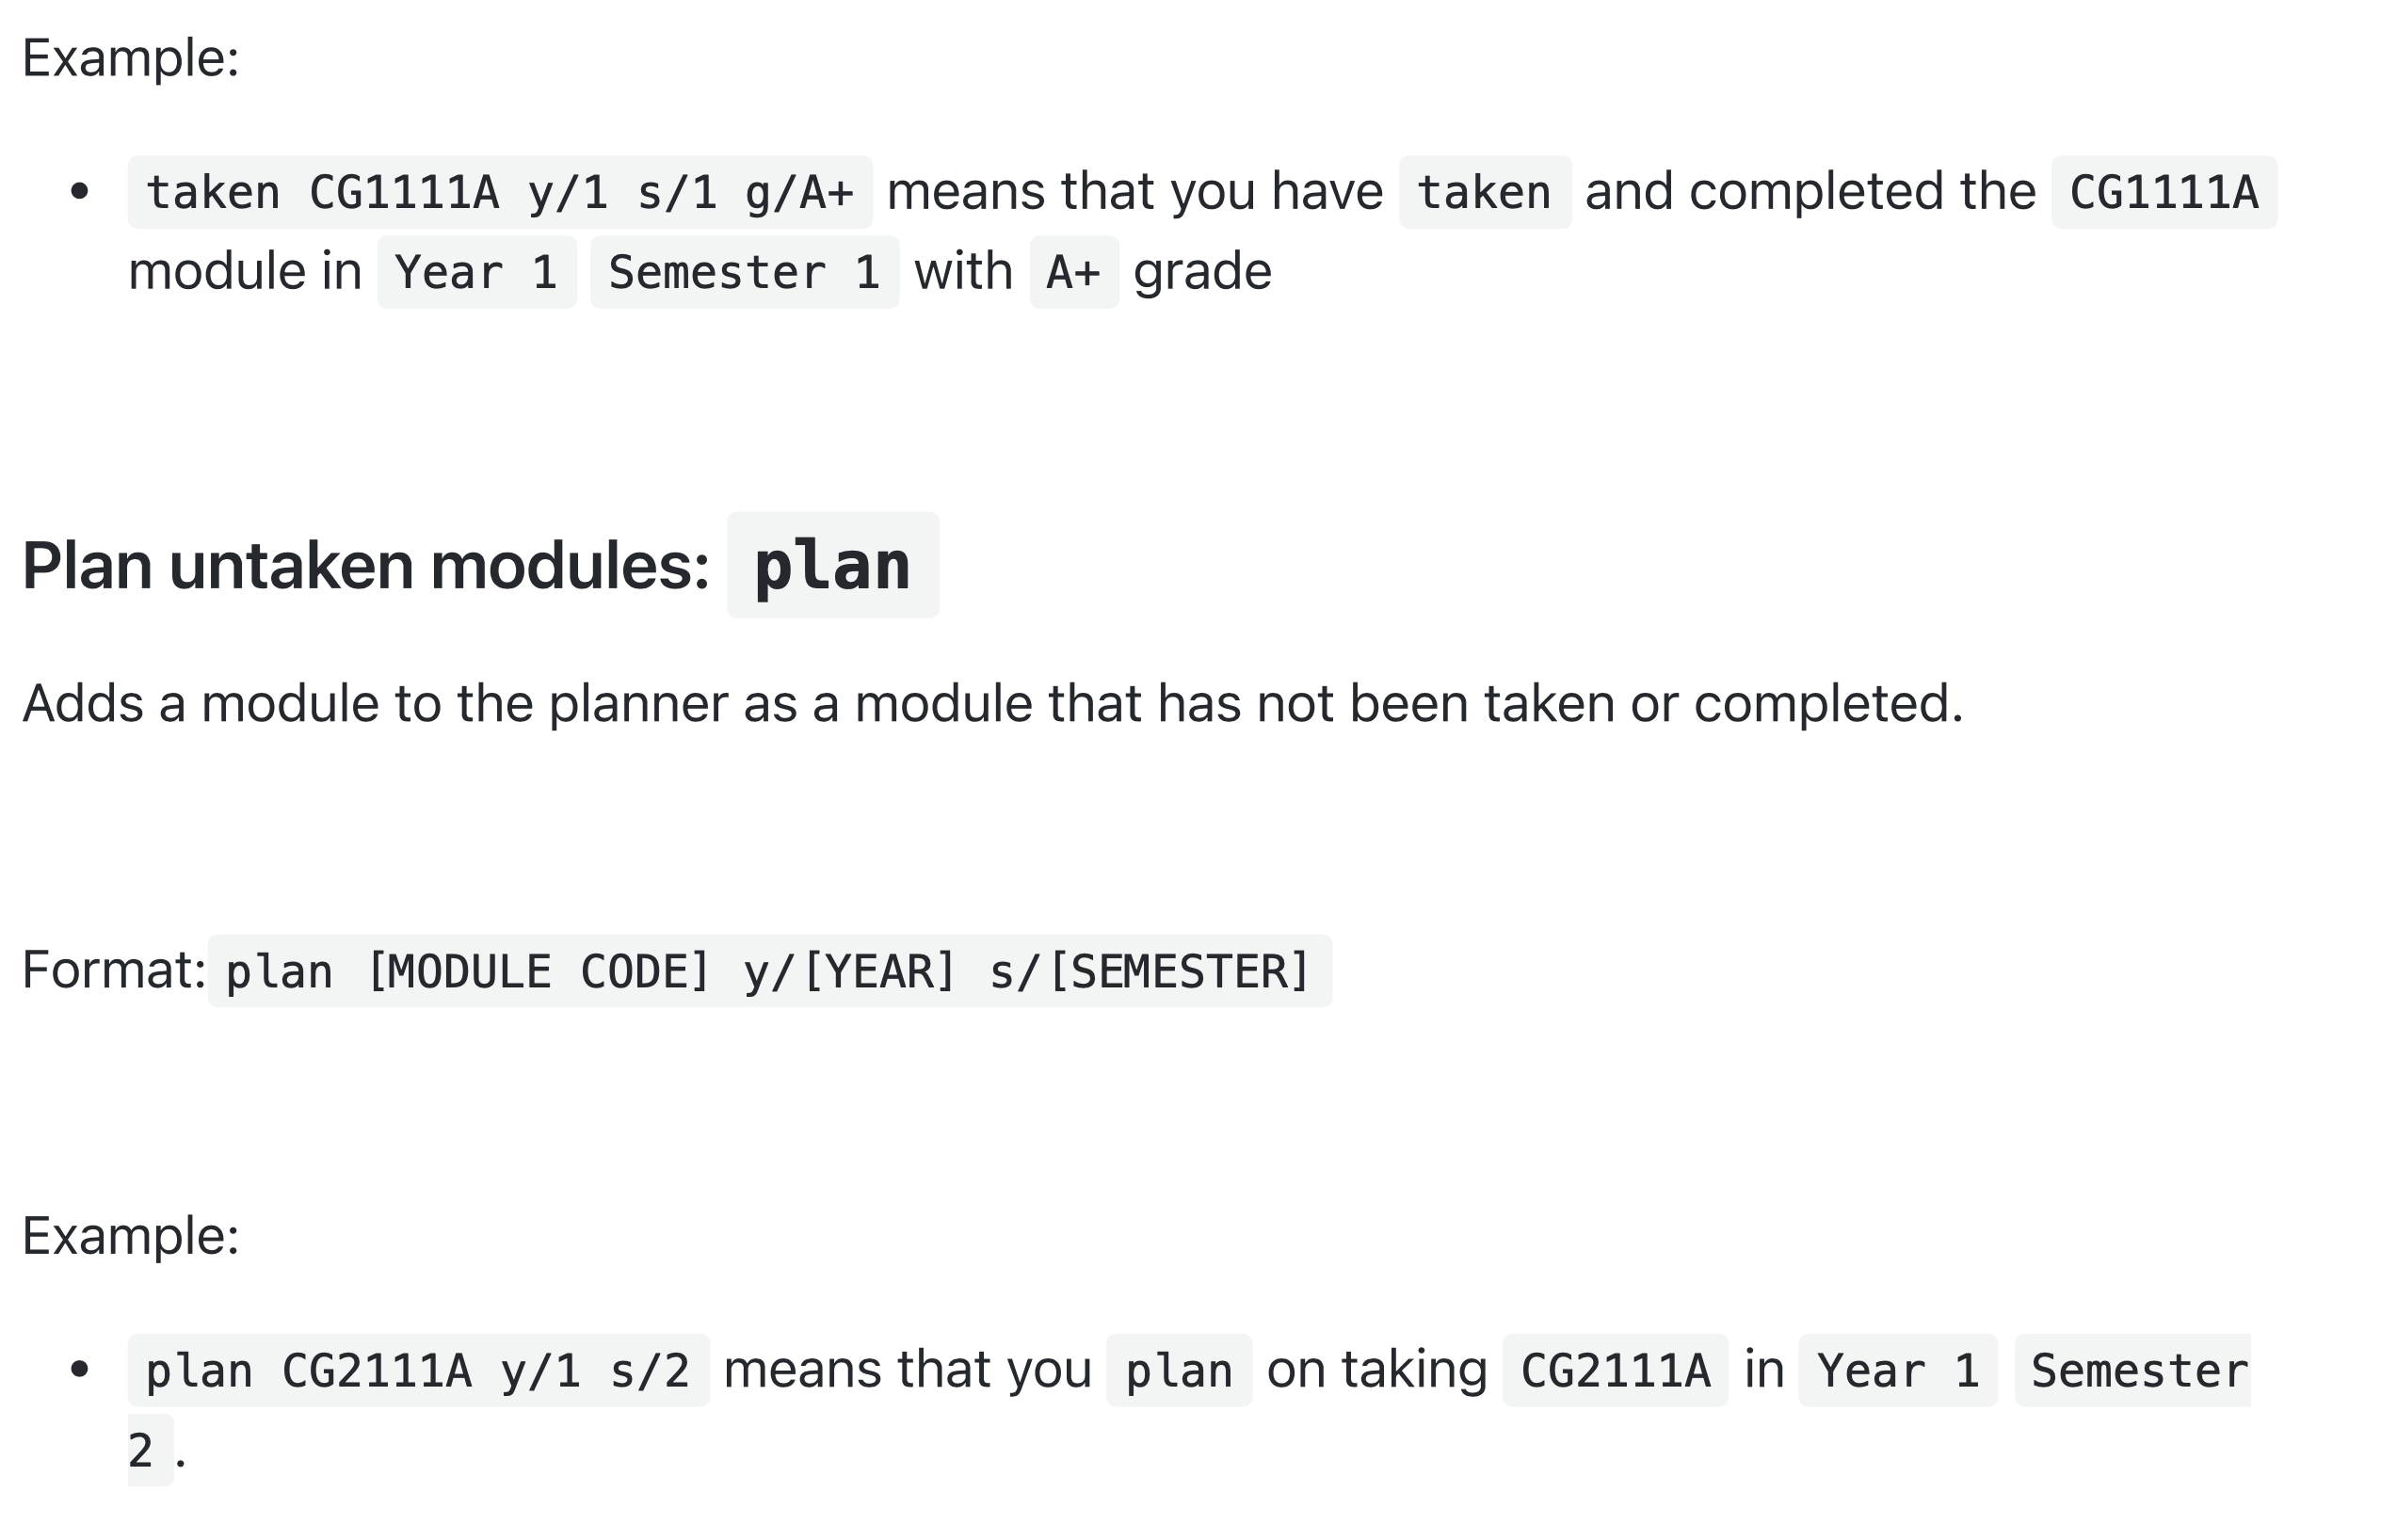 Example:
• taken CG1111A y/1 s/1 g/A+ means that you have taken and completed the CG1111A
module in Year 1 Semester 1 with A+ grade
Plan untaken modules: plan
Adds a module to the planner as a module that has not been taken or completed.
Format: plan [MODULE CODE] y/[YEAR] s/[SEMESTER]
Example:
• plan CG2111A y/1 s/2 means that you plan on taking CG2111A in Year 1 Semester
2.